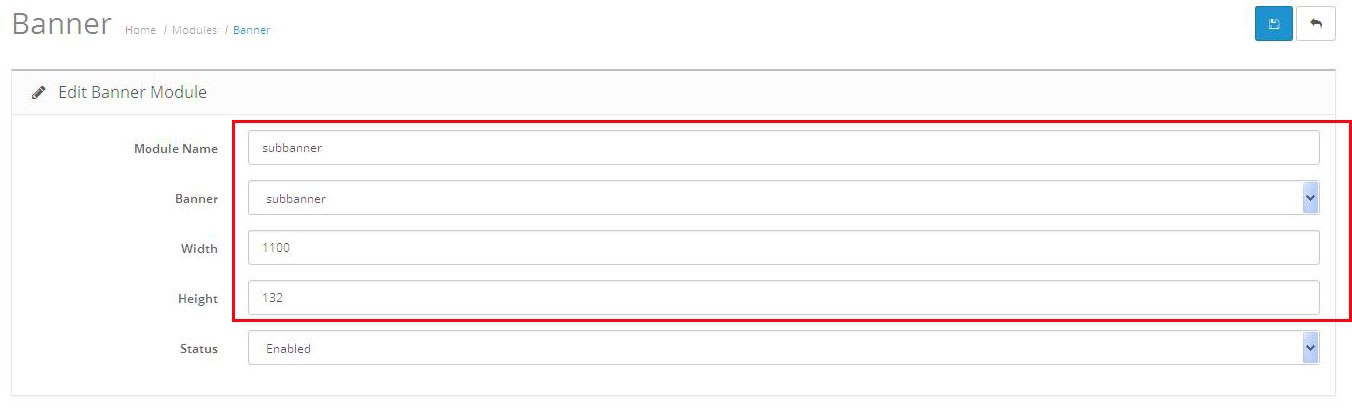 Banner Home / Modules / Banner
Edit Banner Module
Module Name subbanner
Banner subbanner
Width 1100
Height 132
Status Enabled